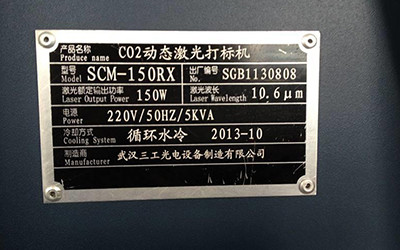 产品名称 CO2动态激光打标机
Produce name
型号 SCM-150RX 出厂编号 SGB1130808
Model Serial No
激光额定输出功率 150W 激光波长 10.6μm
Laser Output Power Laser Wavelength
电源 220V/50HZ/5KVA
Power
冷却方式 循环水冷 2013-10
Cooling System
制造商 武汉三工光电设备制造有限公司
Manufacturer